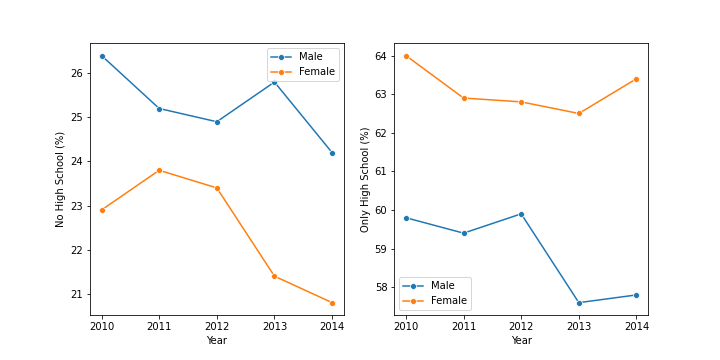 Male
Female
26
25
24
23
22
21
No High School (%)
2010 2011 2012 2013 2014
Year
64
63
62
61
60
59
58
Only High School (%)
Male
Female
2010 2011 2012 2013 2014
Year